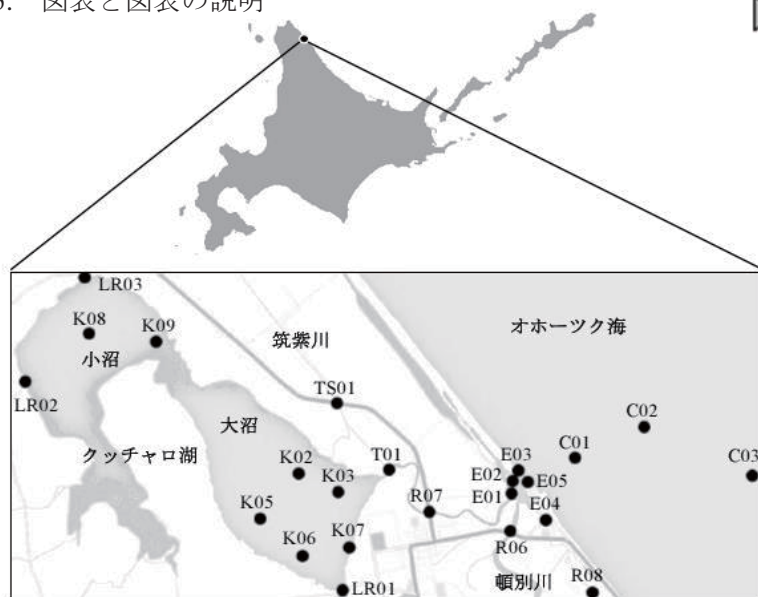 図表と図表の説明
LR03
K08
K09
小沼
LR02
筑紫川
オホーツク海
TS01
大沼
クッチャロ湖
K02
K03
K05
K06
K07
LR01
T01
R07
E03
E02
E01
E05
E04
R06
C01
C02
C03
頓別川
R08